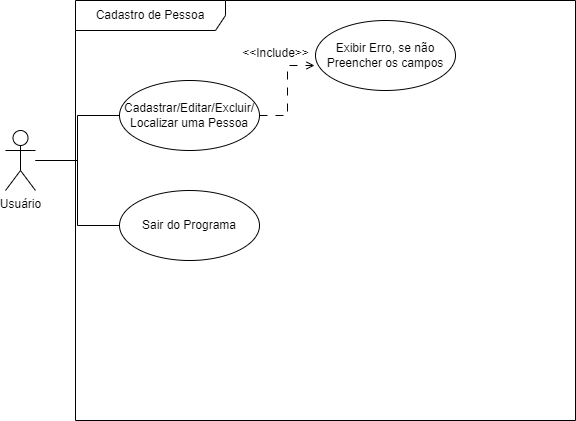 Cadastro de Pessoa
<<Include>>
Exibir Erro, se não
Preencher os campos
Cadastrar/Editar/Excluir/
Localizar uma Pessoa
Usuário
Sair do Programa